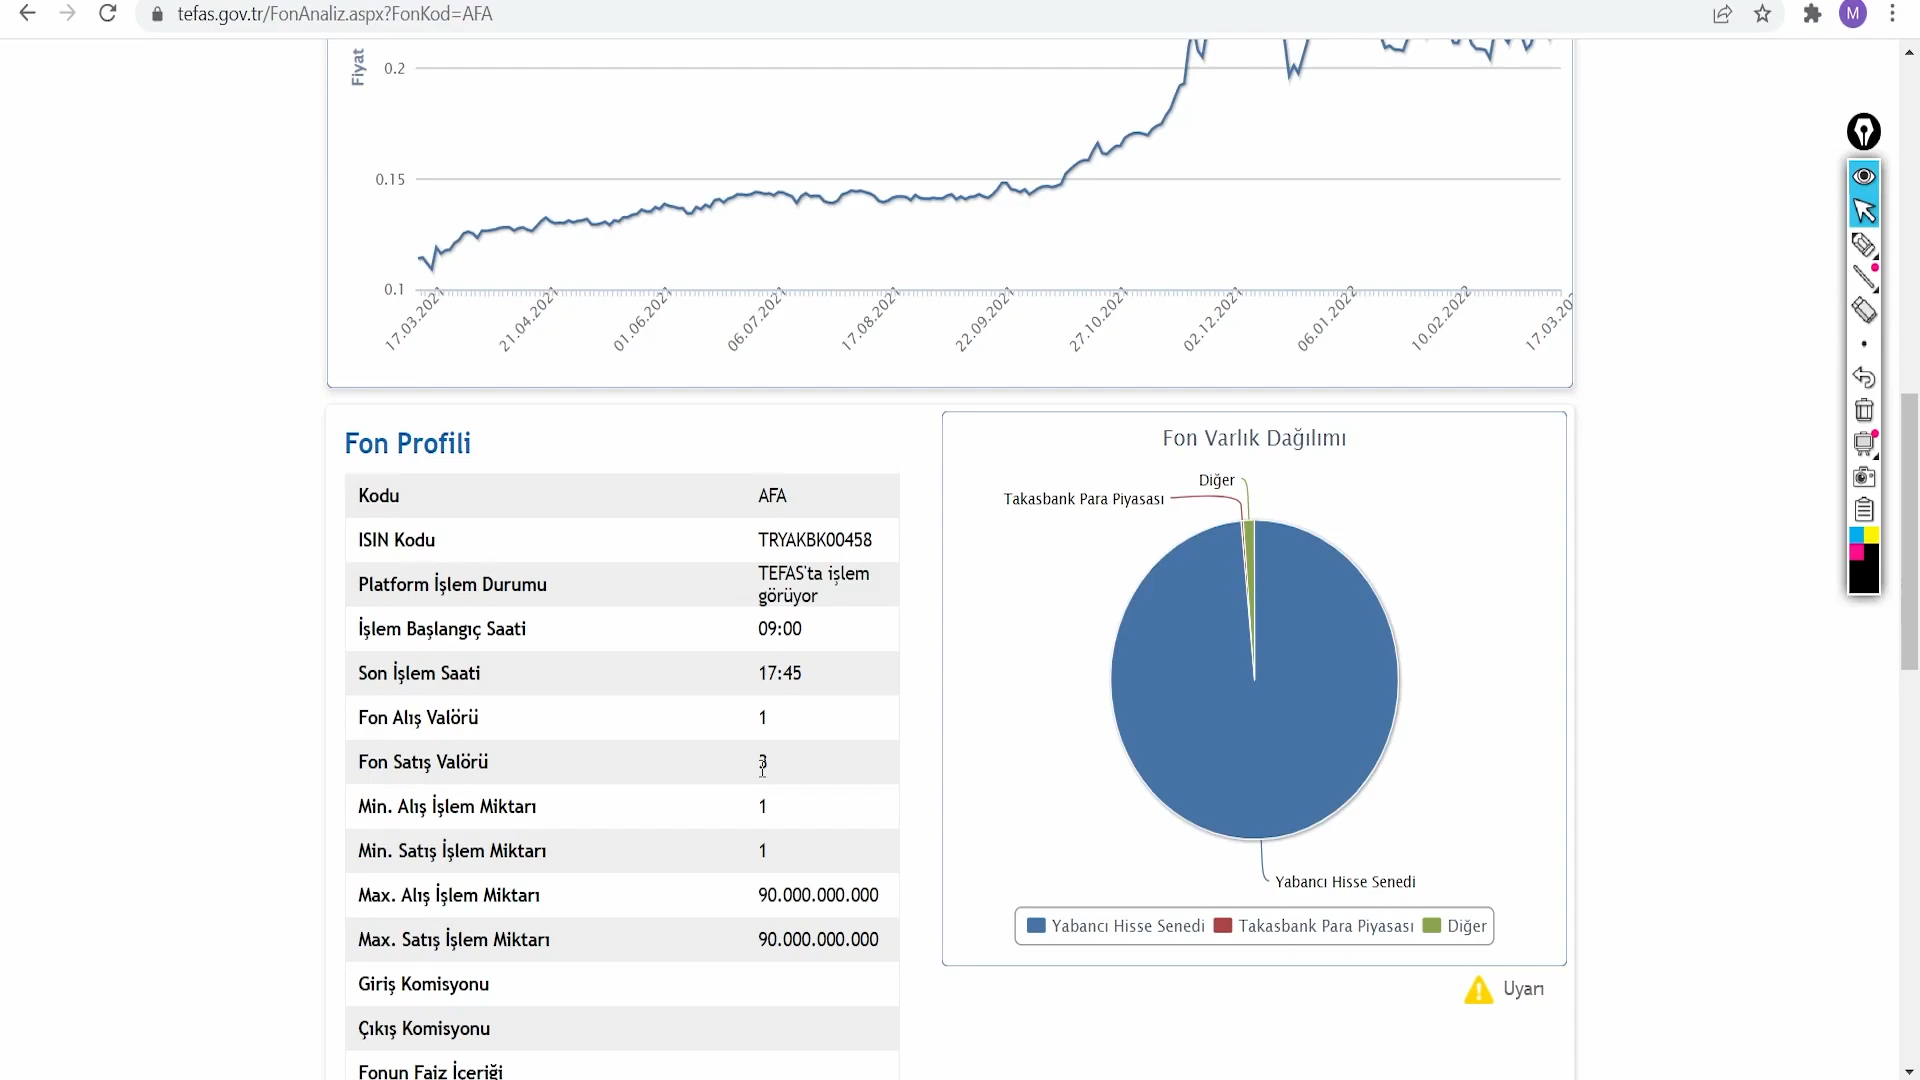 tefas.gov.tr/FonAnaliz.aspx?FonKod=AFA
M
Fiyat
0.2
0.15
0.1
17.03.2021
21.04.2021
01.06.2021
06.07.2021
17.08.2021
22.09.2021
27.10.2021
02.12.2021
06.01.2022
10.02.2022
17.03.20
Fon Profili
Kodu AFA
ISIN Kodu TRYAKBK00458
Platform İşlem Durumu TEFAS'ta işlem
görüyor
İşlem Başlangıç Saati 09:00
Son İşlem Saati 17:45
Fon Alış Valörü 1
Fon Satış Valörü 3
Min. Alış İşlem Miktarı 1
Min. Satış İşlem Miktarı 1
Max. Alış İşlem Miktarı 90.000.000.000
Max. Satış İşlem Miktarı 90.000.000.000
Giriş Komisyonu
Çıkış Komisyonu
Fonun Faiz İçeriği
Fon Varlık Dağılımı
Diğer
Takasbank Para Piyasası
Yabancı Hisse Senedi
Yabancı Hisse Senedi Takasbank Para Piyasası Diğer
Uyarı